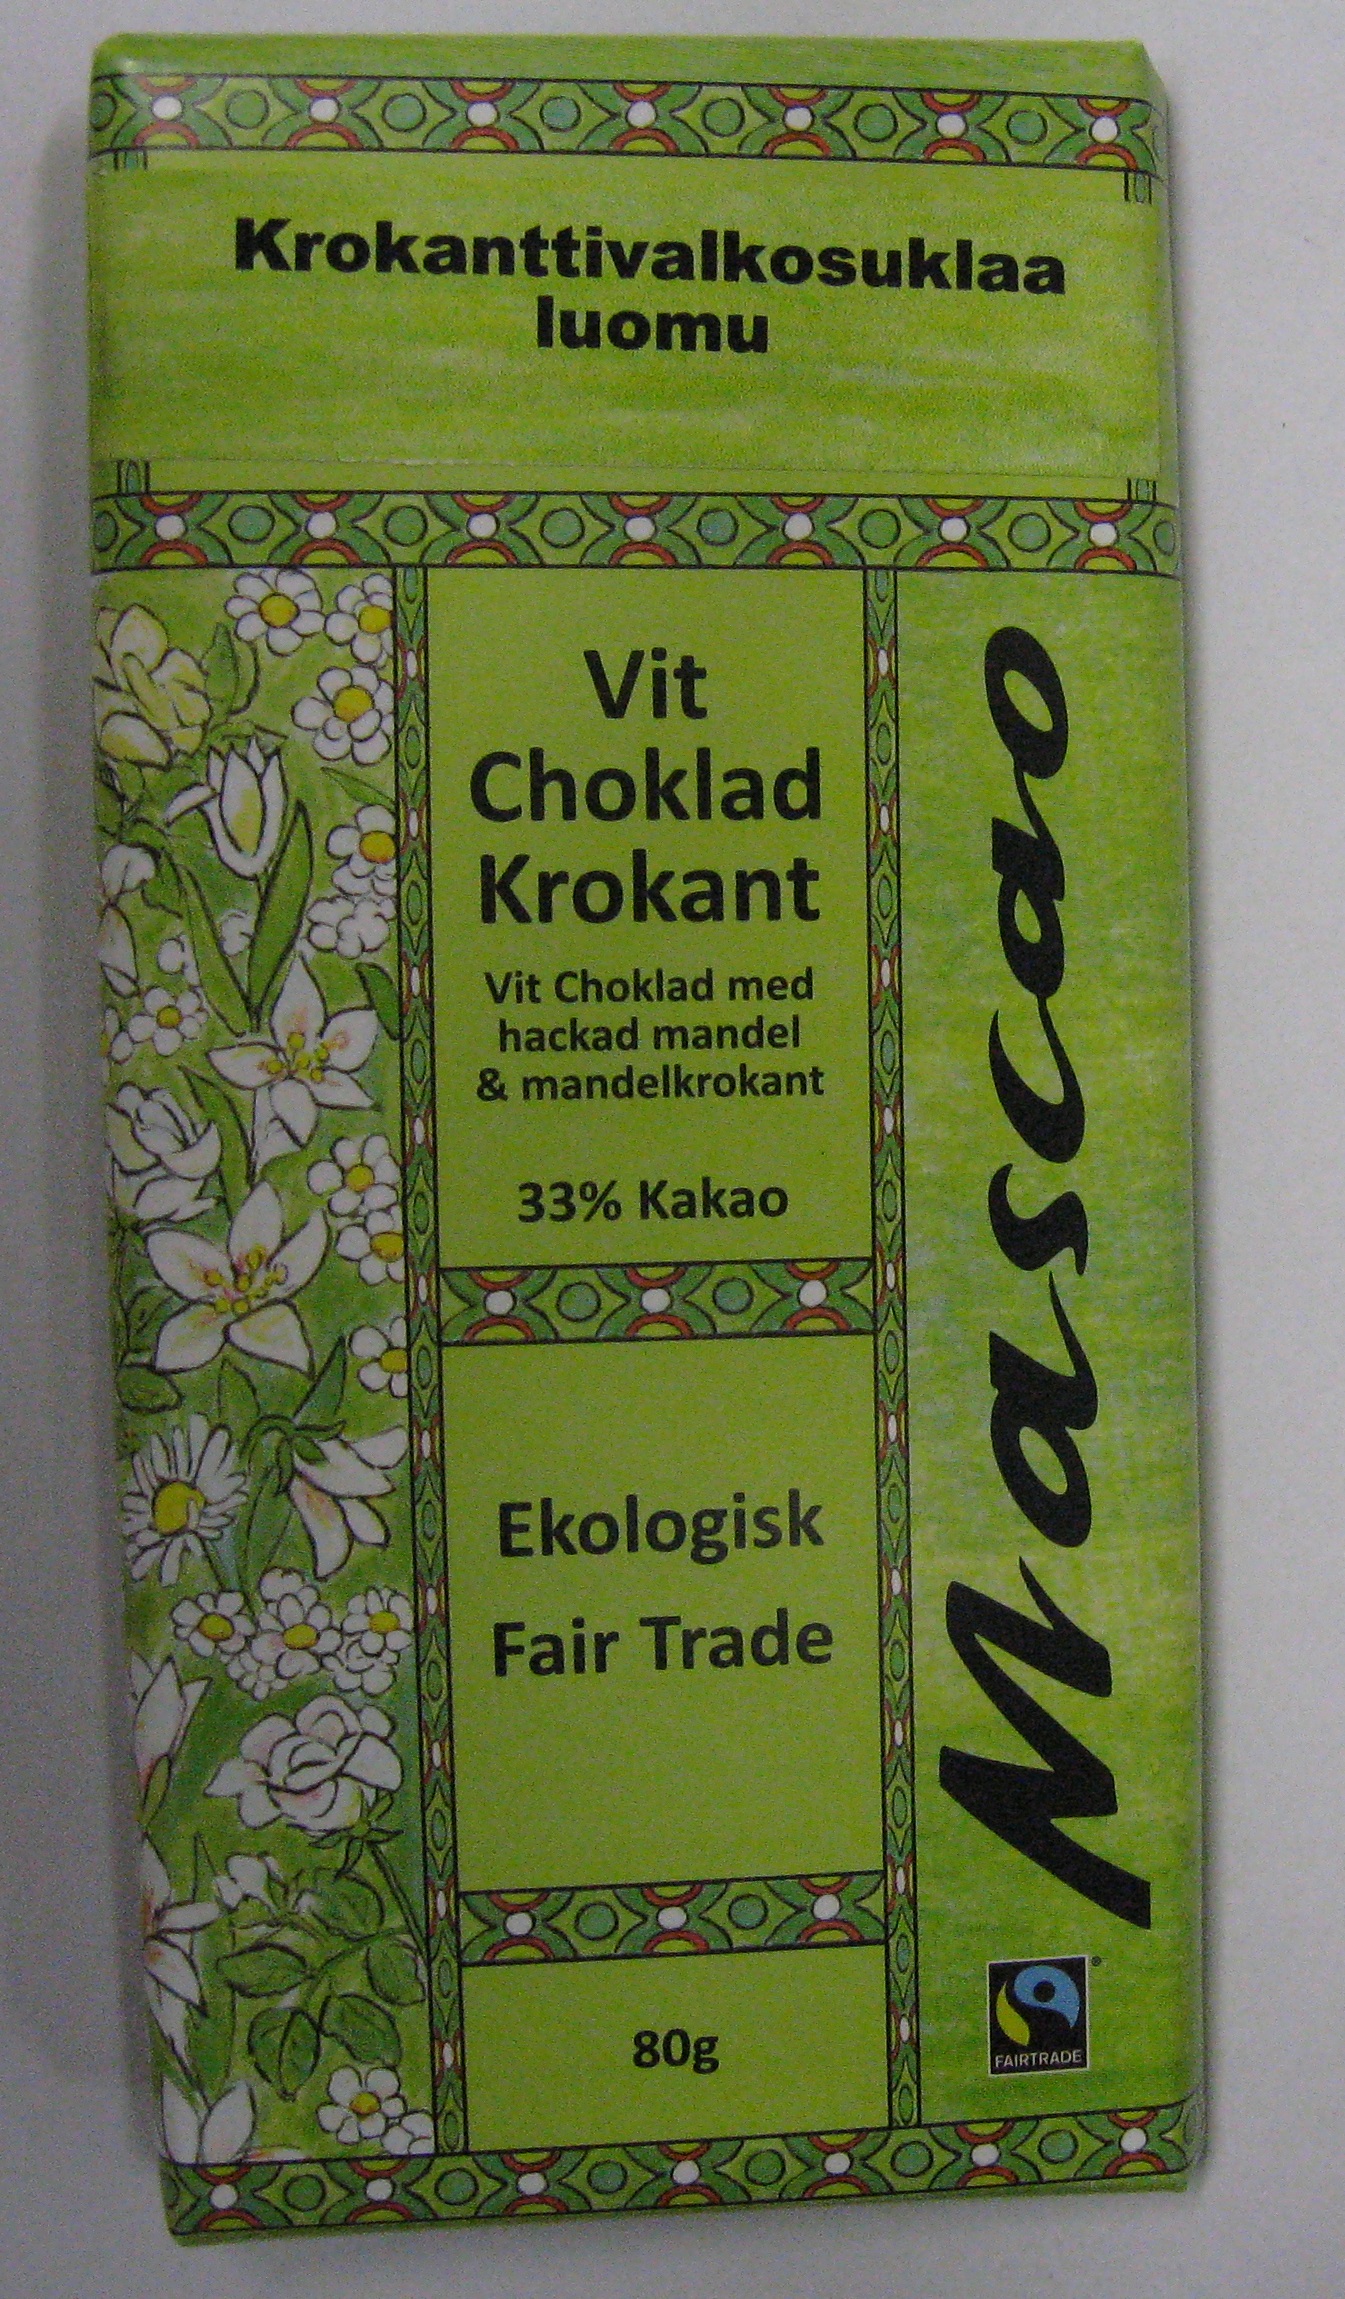 Krokanttivalkosuklaa
luomu
Vit
Choklad
Krokant
Vit Choklad med
hackad mandel
& mandelkrokant
33% Kakao
Ekologisk
Fair Trade
80g
Mascao
FAIRTRADE